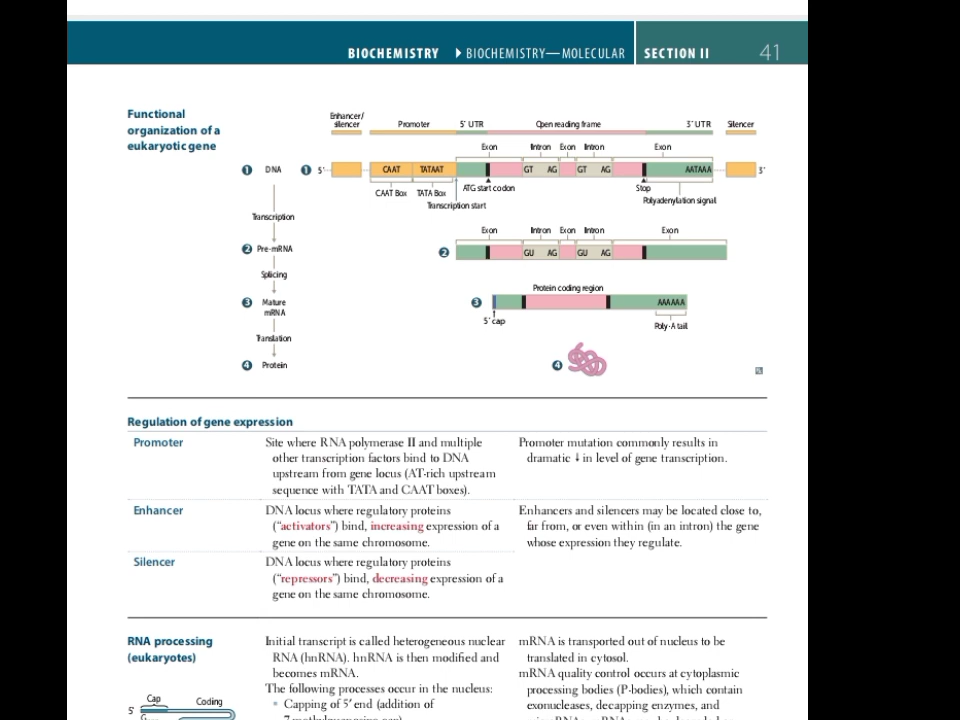 BIOCHEMISTRY ▶ BIOCHEMISTRY—MOLECULAR SECTION II 41
Functional
organization of a
eukaryotic gene
Enhancer/
silencer
Promoter
5′ UTR
Open reading frame
3′ UTR
Silencer
Exon Intron Exon Intron Exon
1 DNA
1 5′ CAAT TATAAT GT AG GT AG AATAAA 3′
CAAT Box TATA Box
ATG start codon
Stop
Transcription start
Polyadenylation signal
Transcription
Exon Intron Exon Intron Exon
2 Pre-mRNA
2 GU AG GU AG
Splicing
Protein coding region
3 Mature
mRNA
3 AAAAAA
5′ cap
Poly-A tail
Translation
4 Protein
4
Regulation of gene expression
Promoter
Site where RNA polymerase II and multiple
other transcription factors bind to DNA
upstream from gene locus (AT-rich upstream
sequence with TATA and CAAT boxes).
Promoter mutation commonly results in
dramatic ↓ in level of gene transcription.
Enhancer
DNA locus where regulatory proteins
(“activators”) bind, increasing expression of a
gene on the same chromosome.
Enhancers and silencers may be located close to,
far from, or even within (in an intron) the gene
whose expression they regulate.
Silencer
DNA locus where regulatory proteins
(“repressors”) bind, decreasing expression of a
gene on the same chromosome.
RNA processing
(eukaryotes)
Cap
Coding
5′
Initial transcript is called heterogeneous nuclear
RNA (hnRNA). hnRNA is then modified and
becomes mRNA.
The following processes occur in the nucleus:
▪ Capping of 5′ end (addition of
mRNA is transported out of nucleus to be
translated in cytosol.
mRNA quality control occurs at cytoplasmic
processing bodies (P-bodies), which contain
exonucleases, decapping enzymes, and